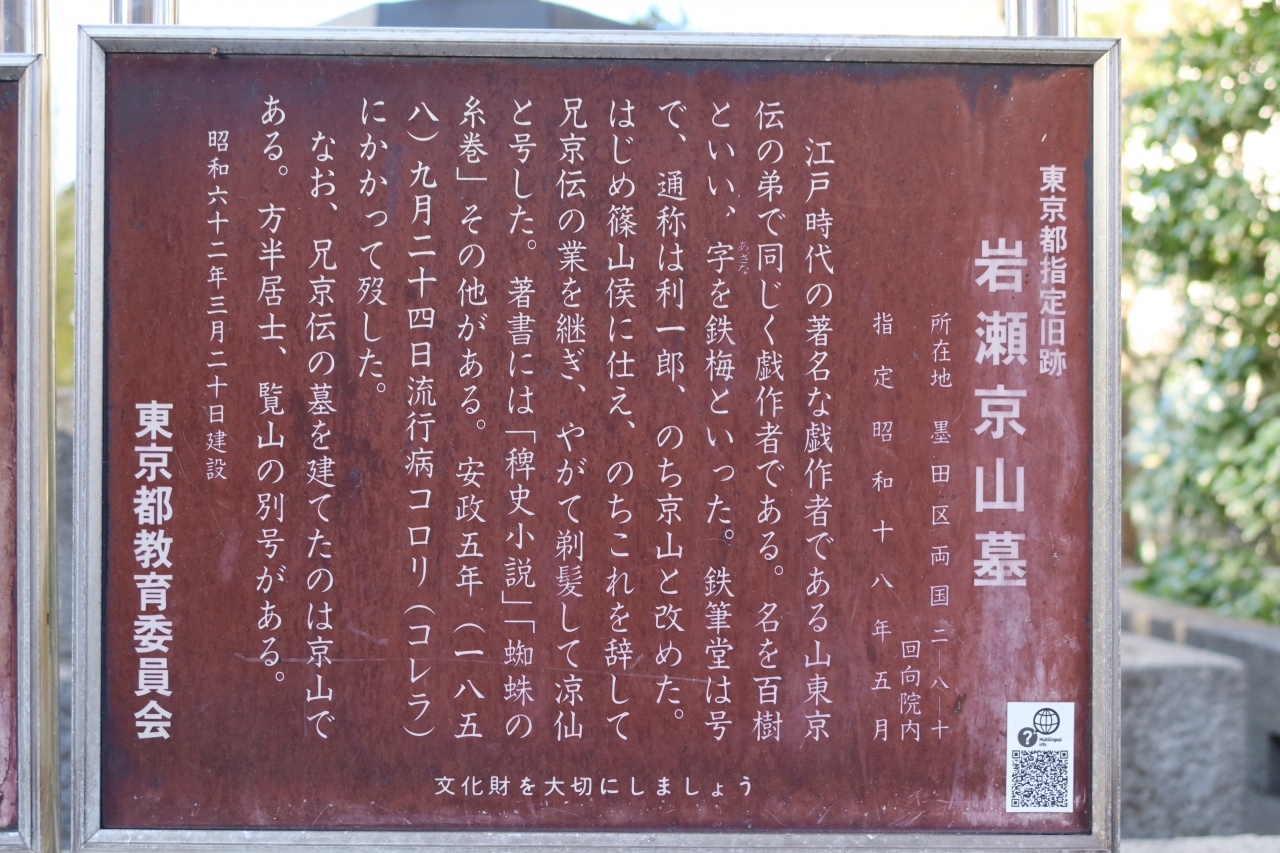 東京都指定旧跡
岩瀬京山墓
所在地　墨田区両国二―八―十
回向院内
指定昭和十八年五月
江戸時代の著名な戯作者である山東京
伝の弟で同じく戯作者である。名を百樹
といい、字を鉄梅といった。鉄筆堂は号
あざな
で、通称は利一郎、のち京山と改めた。
はじめ篠山侯に仕え、のちこれを辞して
兄京伝の業を継ぎ、やがて剃髪して涼仙
と号した。著書には「稗史小説」「蜘蛛の
糸巻」その他がある。安政五年（一八五
八）九月二十四日流行病コロリ（コレラ）
にかかって歿した。
なお、兄京伝の墓を建てたのは京山で
ある。方半居士、覧山の別号がある。
昭和六十二年三月二十日建設
東京都教育委員会
文化財を大切にしましょう
Multilingual
info